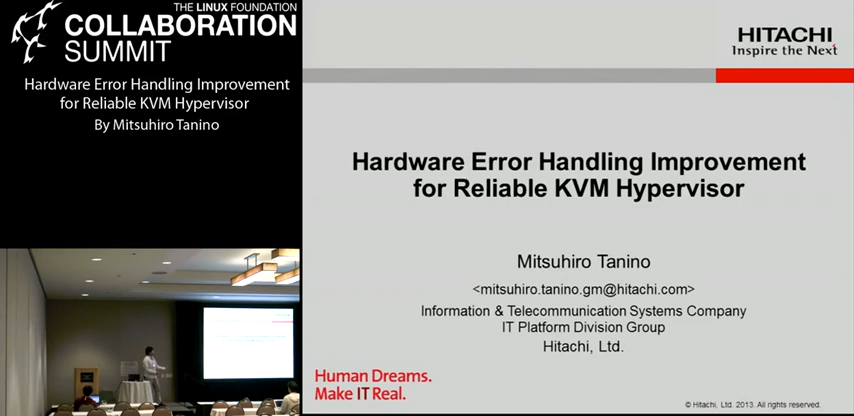 THE LINUX FOUNDATION
COLLABORATION
SUMMIT
Hardware Error Handling Improvement
for Reliable KVM Hypervisor
By Mitsuhiro Tanino
HITACHI
Inspire the Next
Hardware Error Handling Improvement
for Reliable KVM Hypervisor
Mitsuhiro Tanino
<mitsuhiro.tanino.gm@hitachi.com>
Information & Telecommunication Systems Company
IT Platform Division Group
Hitachi, Ltd.
Human Dreams.
Make IT Real.
© Hitachi, Ltd. 2013. All rights reserved.